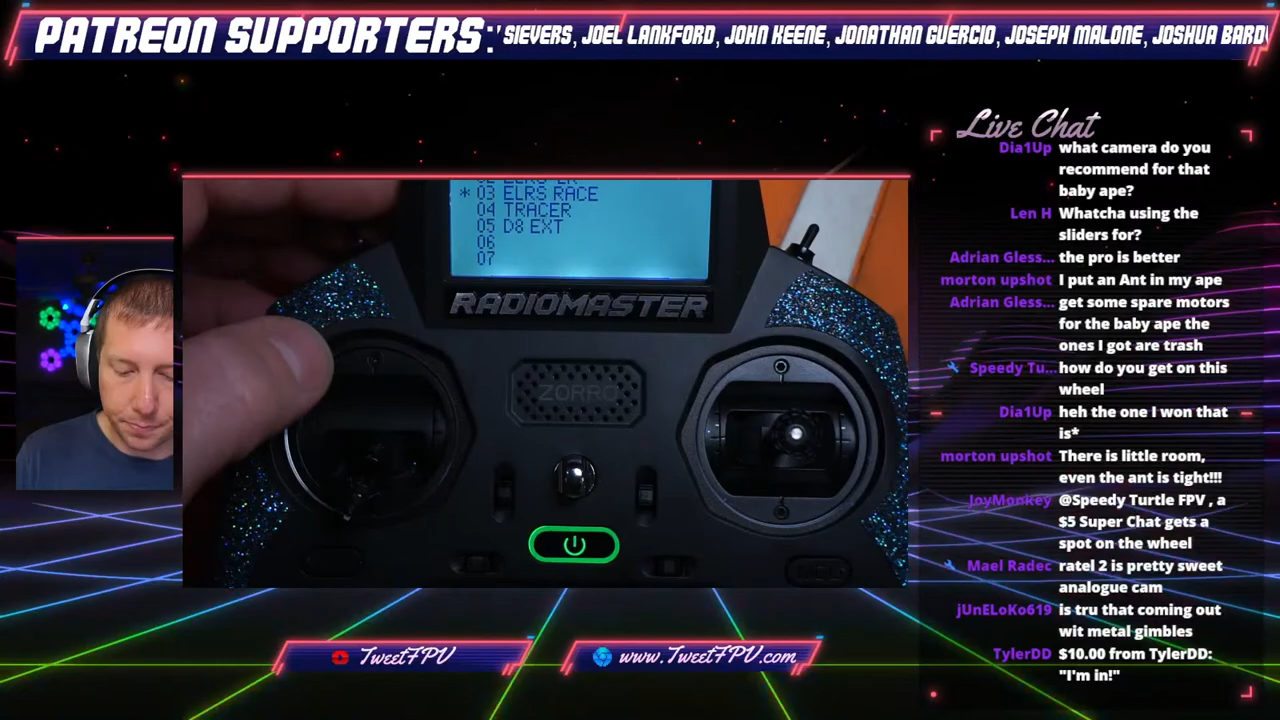 PATREON SUPPORTERS: SIEVERS, JOEL LANKFORD, JOHN KEENE, JONATHAN GUERCIO, JOSEPH MALONE, JOSHUA
Live Chat
Dia1Up what camera do you
recommend for that
baby ape?
Len H Whatcha using the
sliders for?
Adrian Gless... the pro is better
morton upshot I put an Ant in my ape
Adrian Gless... get some spare motors
for the baby ape the
ones I got are trash
Speedy Tu... how do you get on this
wheel
Dia1Up heh the one I won that
is*
morton upshot There is little room,
even the ant is tight!!!
JoyMonkey @Speedy Turtle FPV , a
$5 Super Chat gets a
spot on the wheel
Mael Radec ratel 2 is pretty sweet
analogue cam
jUnELoKo619 is tru that coming out
wit metal gimbles
TylerDD $10.00 from TylerDD:
"I'm in!"
* 03 ELRS RACE
04 TRACER
05 D8 EXT
06
07
RADIOMASTER
ZORRO
TweetFPV
www.TweetFPV.com